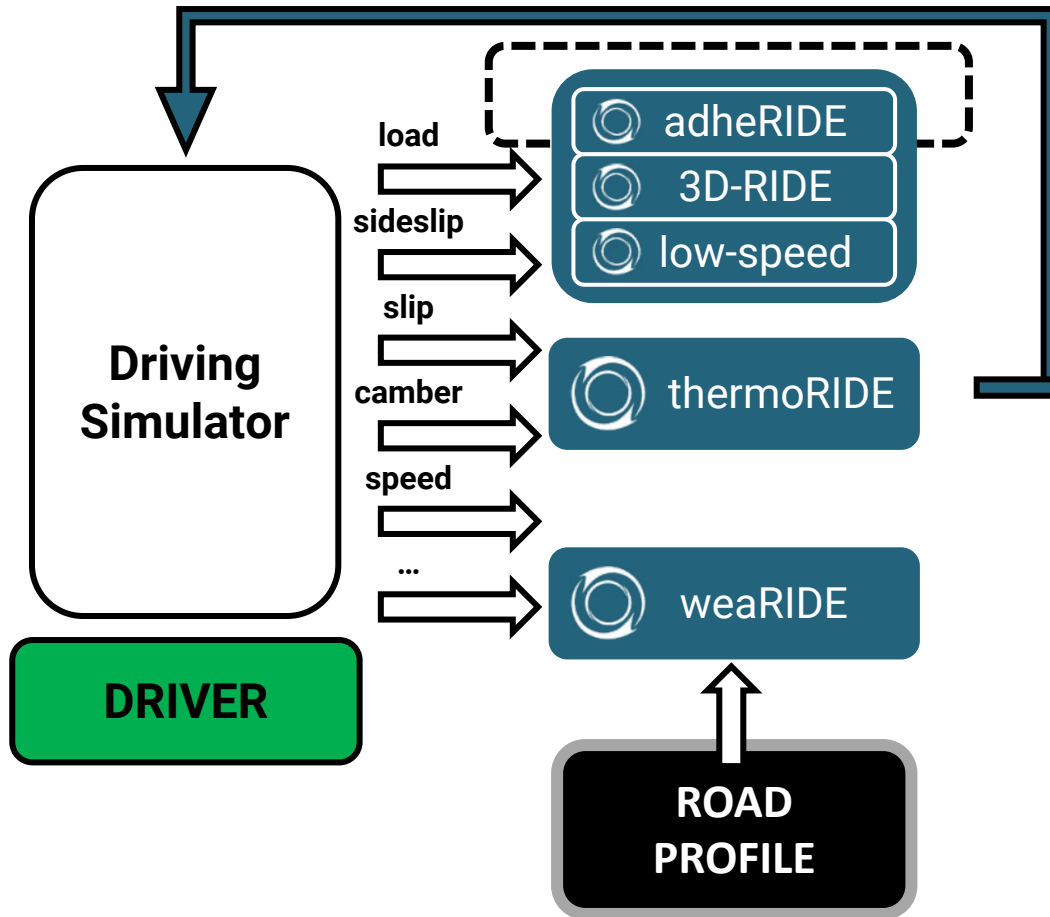 Driving
Simulator
DRIVER
load
sideslip
slip
camber
speed
...
adheRIDE
3D-RIDE
low-speed
thermoRIDE
weaRIDE
ROAD
PROFILE